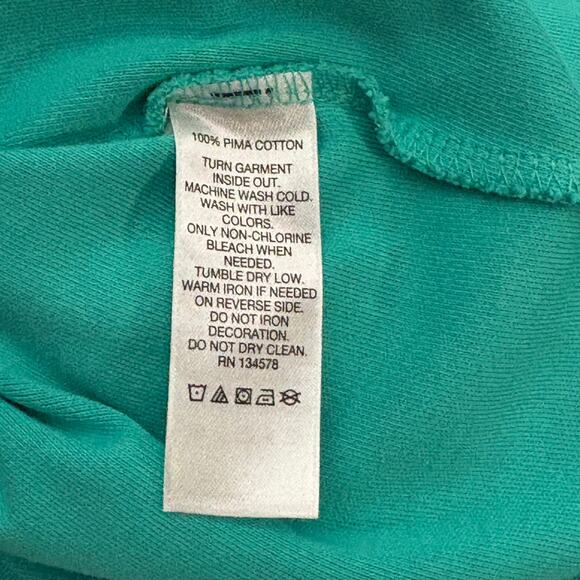 100% PIMA COTTON
TURN GARMENT
INSIDE OUT.
MACHINE WASH COLD.
WASH WITH LIKE
COLORS.
ONLY NON-CHLORINE
BLEACH WHEN
NEEDED.
TUMBLE DRY LOW.
WARM IRON IF NEEDED
ON REVERSE SIDE.
DO NOT IRON
DECORATION.
DO NOT DRY CLEAN.
RN 134578